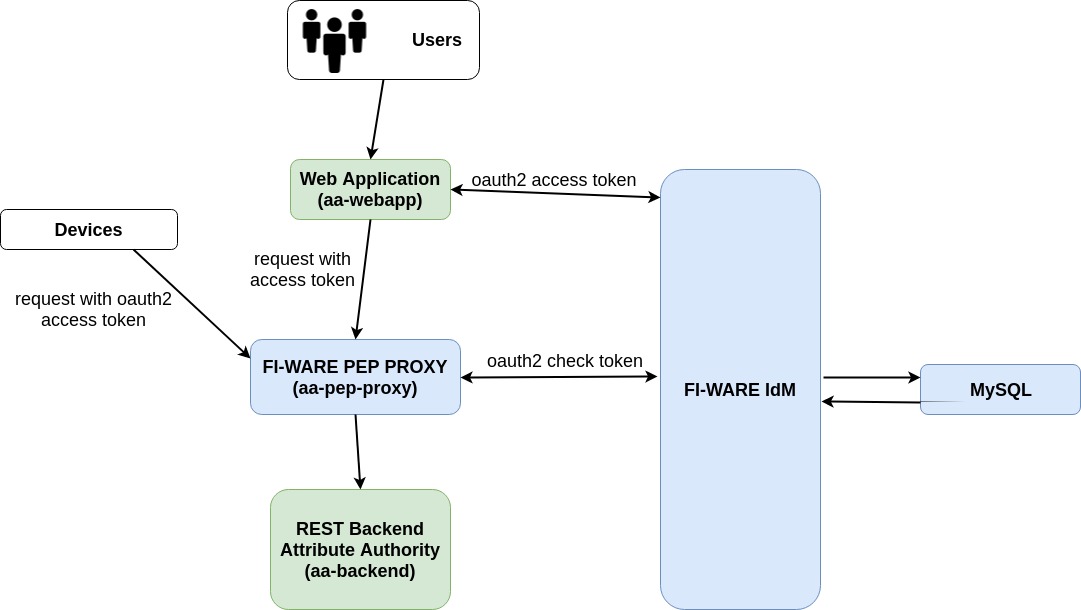 Users
Web Application
(aa-webapp)
oauth2 access token
Devices
request with
access token
request with oauth2
access token
FI-WARE PEP PROXY
(aa-pep-proxy)
oauth2 check token
FI-WARE IdM
MySQL
REST Backend
Attribute Authority
(aa-backend)